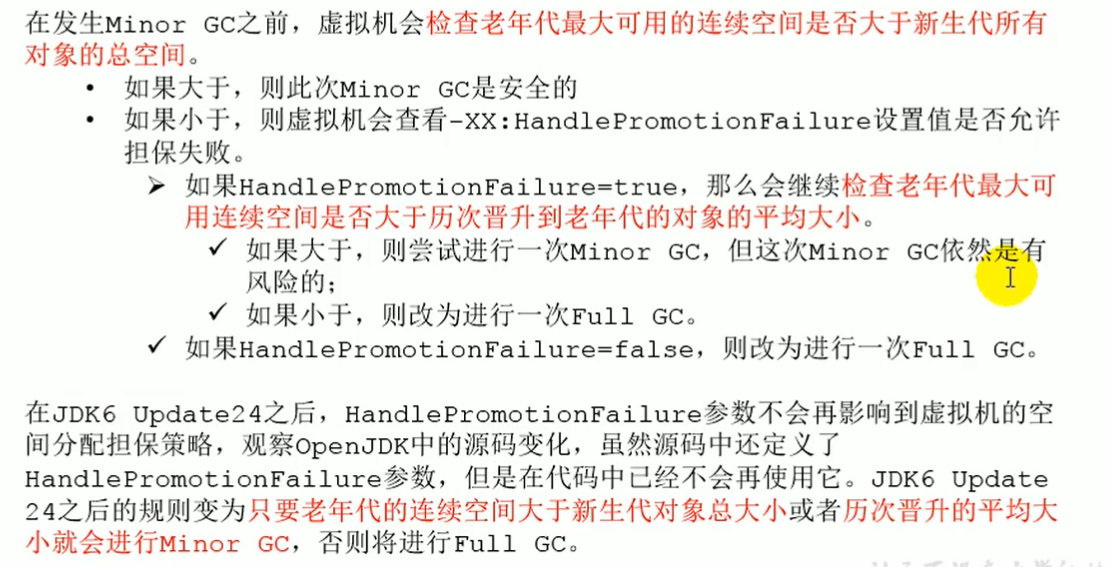 在发生Minor GC之前，虚拟机会检查老年代最大可用的连续空间是否大于新生代所有
对象的总空间。
• 如果大于，则此次Minor GC是安全的
• 如果小于，则虚拟机会查看-XX:HandlePromotionFailure设置值是否允许
担保失败。
➢ 如果HandlePromotionFailure=true，那么会继续检查老年代最大可
用连续空间是否大于历次晋升到老年代的对象的平均大小。
✓ 如果大于，则尝试进行一次Minor GC，但这次Minor GC依然是有
风险的；
✓ 如果小于，则改为进行一次Full GC。
✓ 如果HandlePromotionFailure=false，则改为进行一次Full GC。
在JDK6 Update24之后，HandlePromotionFailure参数不会再影响到虚拟机的空
间分配担保策略，观察OpenJDK中的源码变化，虽然源码中还定义了
HandlePromotionFailure参数，但是在代码中已经不会再使用它。JDK6 Update
24之后的规则变为只要老年代的连续空间大于新生代对象总大小或者历次晋升的平均大
小就会进行Minor GC，否则将进行Full GC。